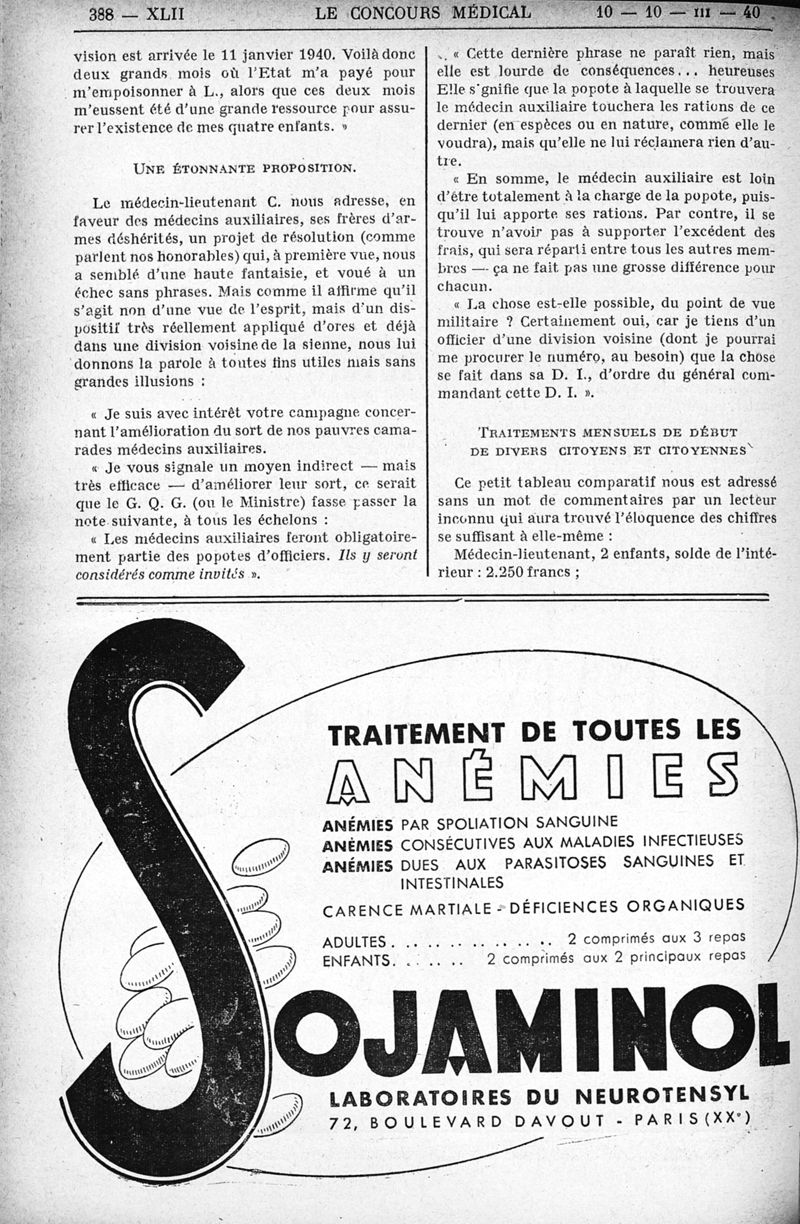 388 — XLII LE CONCOURS MÉDICAL 10 — 10 — III — 40
vision est arrivée le 11 janvier 1940. Voilà donc
deux grands mois où l'Etat m'a payé pour
m'empoisonner à L., alors que ces deux mois
m'eussent été d'une grande ressource pour assu-
rer l'existence de mes quatre enfants. »
UNE ÉTONNANTE PROPOSITION.
Le médecin-lieutenant C. nous adresse, en
faveur des médecins auxiliaires, ses frères d'ar-
mes déshérités, un projet de résolution (comme
parlent nos honorables) qui, à première vue, nous
a semblé d'une haute fantaisie, et voué à un
échec sans phrases. Mais comme il affirme qu'il
s'agit non d'une vue de l'esprit, mais d'un dis-
positif très réellement appliqué d'ores et déjà
dans une division voisine de la sienne, nous lui
donnons la parole à toutes fins utiles mais sans
grandes illusions :
« Je suis avec intérêt votre campagne concer-
nant l'amélioration du sort de nos pauvres cama-
rades médecins auxiliaires.
« Je vous signale un moyen indirect — mais
très efficace — d'améliorer leur sort, ce serait
que le G. Q. G. (ou le Ministre) fasse passer la
note suivante, à tous les échelons :
« Les médecins auxiliaires feront obligatoire-
ment partie des popotes d'officiers. Ils y seront
considérés comme invités ».
« Cette dernière phrase ne paraît rien, mais
elle est lourde de conséquences... heureuses
Elle s'gnifie que la popote à laquelle se trouvera
le médecin auxiliaire touchera les rations de ce
dernier (en espèces ou en nature, comme elle le
voudra), mais qu'elle ne lui réclamera rien d'au-
tre.
« En somme, le médecin auxiliaire est loin
d'être totalement à la charge de la popote, puis-
qu'il lui apporte ses rations. Par contre, il se
trouve n'avoir pas à supporter l'excédent des
frais, qui sera réparti entre tous les autres mem-
bres — ça ne fait pas une grosse différence pour
chacun.
« La chose est-elle possible, du point de vue
militaire ? Certainement oui, car je tiens d'un
officier d'une division voisine (dont je pourrai
me procurer le numéro, au besoin) que la chose
se fait dans sa D. I., d'ordre du général com-
mandant cette D. I. ».
TRAITEMENTS MENSUELS DE DÉBUT
DE DIVERS CITOYENS ET CITOYENNES
Ce petit tableau comparatif nous est adressé
sans un mot de commentaires par un lecteur
inconnu qui aura trouvé l'éloquence des chiffres
se suffisant à elle-même :
Médecin-lieutenant, 2 enfants, solde de l'inté-
rieur : 2.250 francs ;
TRAITEMENT DE TOUTES LES
ANÉMIES
ANÉMIES PAR SPOLIATION SANGUINE
ANÉMIES CONSÉCUTIVES AUX MALADIES INFECTIEUSES
ANÉMIES DUES AUX PARASITOSES SANGUINES ET
INTESTINALES
CARENCE MARTIALE - DÉFICIENCES ORGANIQUES
ADULTES. .. .. .. .. .. .. .. 2 comprimés aux 3 repas
ENFANTS. . .. .. .. 2 comprimés aux 2 principaux repas
SOJAMINOL
LABORATOIRES DU NEUROTENSYL
72, BOULEVARD DAVOUT - PARIS (XXe)